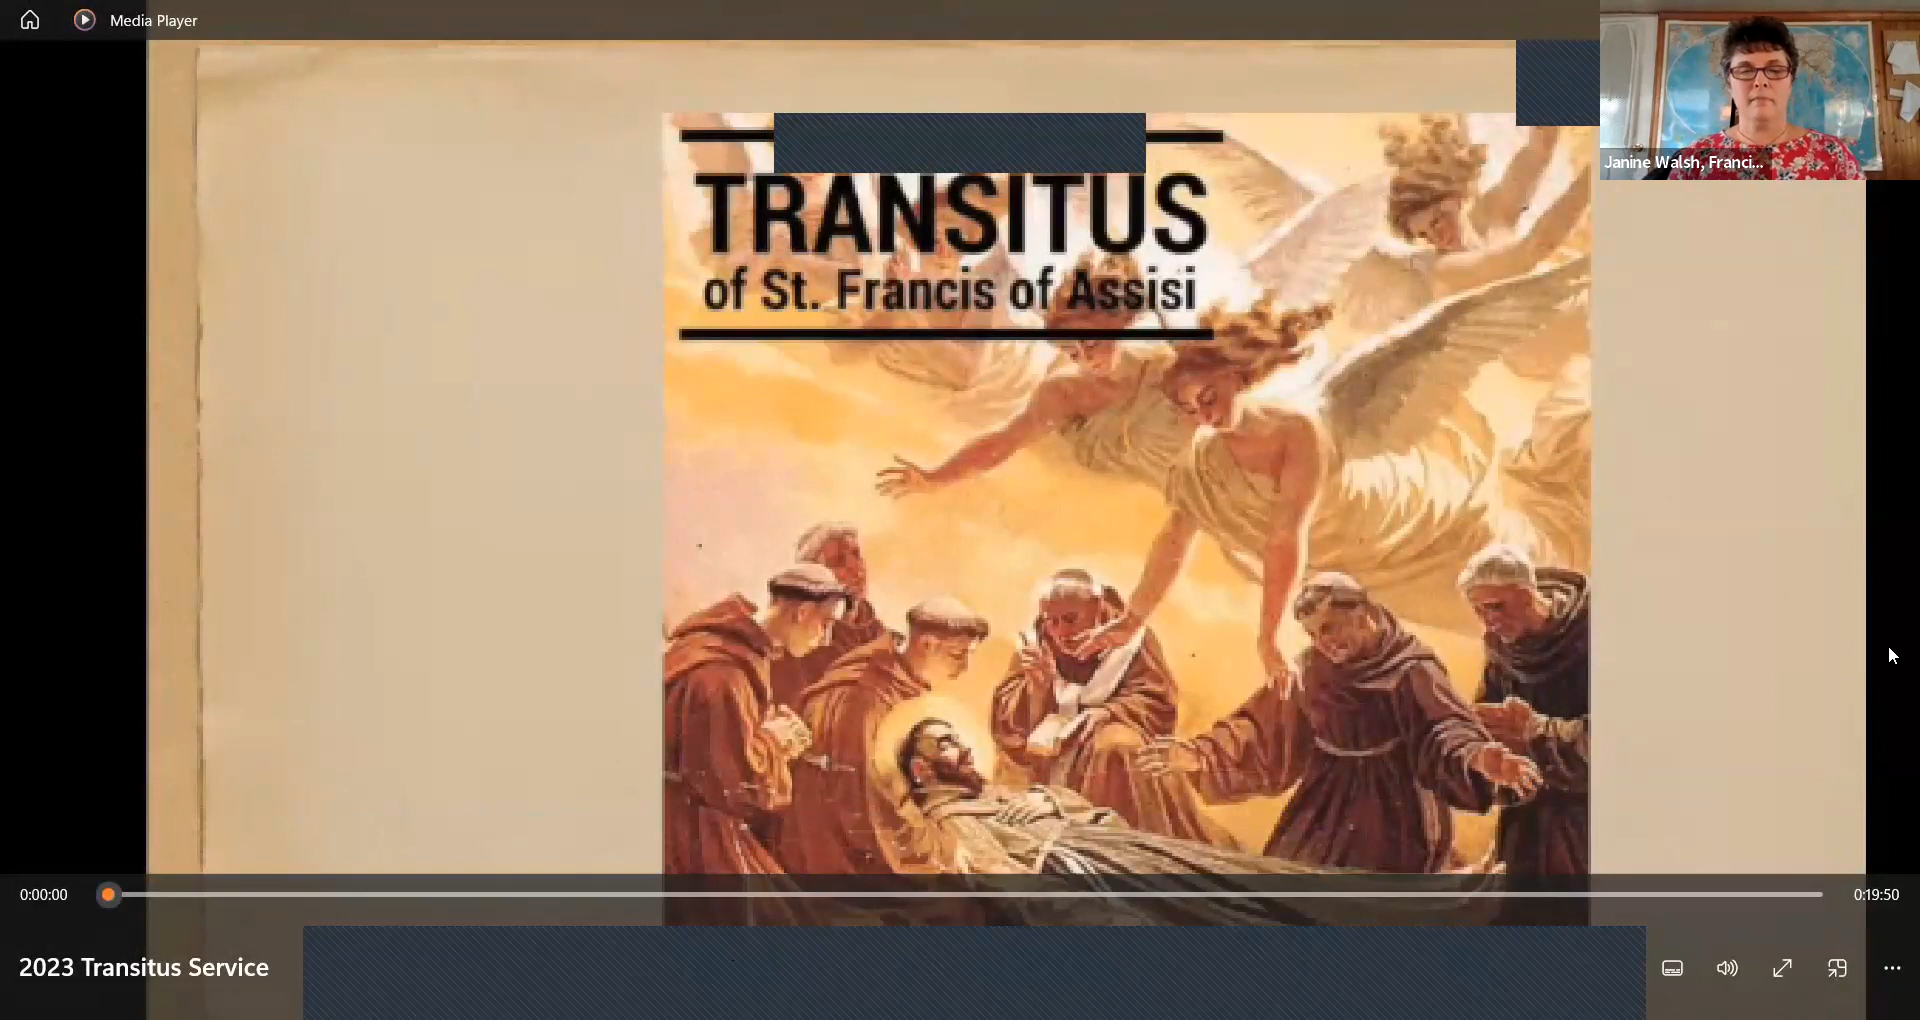 Media Player
Janine Walsh, Franci...
TRANSITUS
of St. Francis of Assisi
0:00:00
0:19:50
2023 Transitus Service